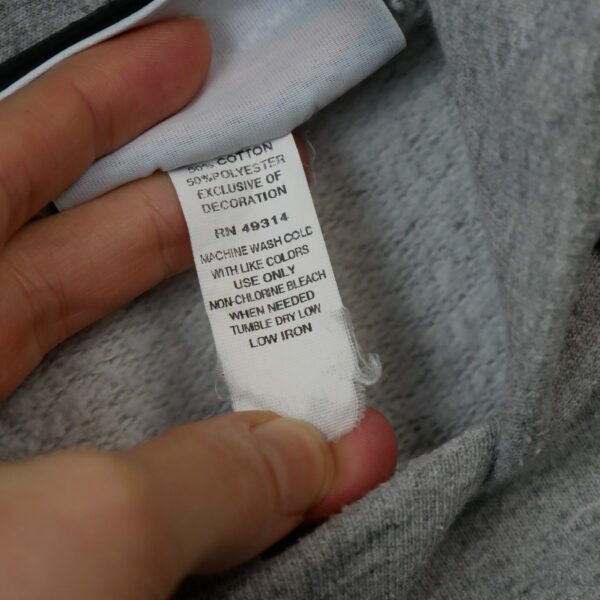 50% COTTON
50% POLYESTER
EXCLUSIVE OF
DECORATION
RN 49314
MACHINE WASH COLD
WITH LIKE COLORS
USE ONLY
NON-CHLORINE BLEACH
WHEN NEEDED
TUMBLE DRY LOW
LOW IRON